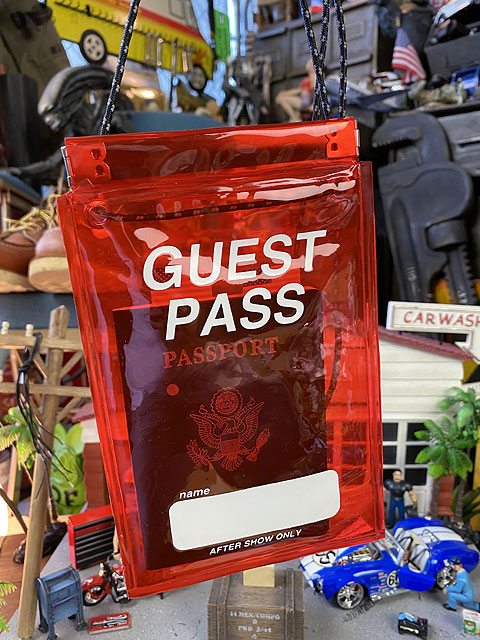 GUEST
PASS
PASSPORT
name
AFTER SHOW ONLY
CARWASH